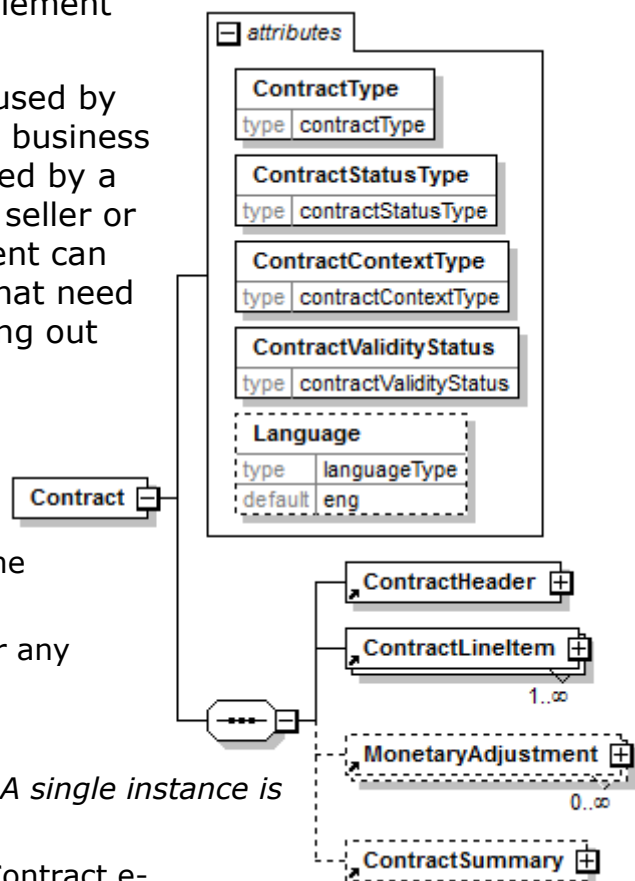 lement
used by
business
ed by a
seller or
ent can
hat need
ng out
ne
r any
A single instance is
Contract e-
attributes
ContractType
type contractType
ContractStatusType
type contractStatusType
ContractContextType
type contractContextType
ContractValidityStatus
type contractValidityStatus
Language
type languageType
default eng
Contract
ContractHeader
ContractLineItem
1..∞
MonetaryAdjustment
0..∞
ContractSummary